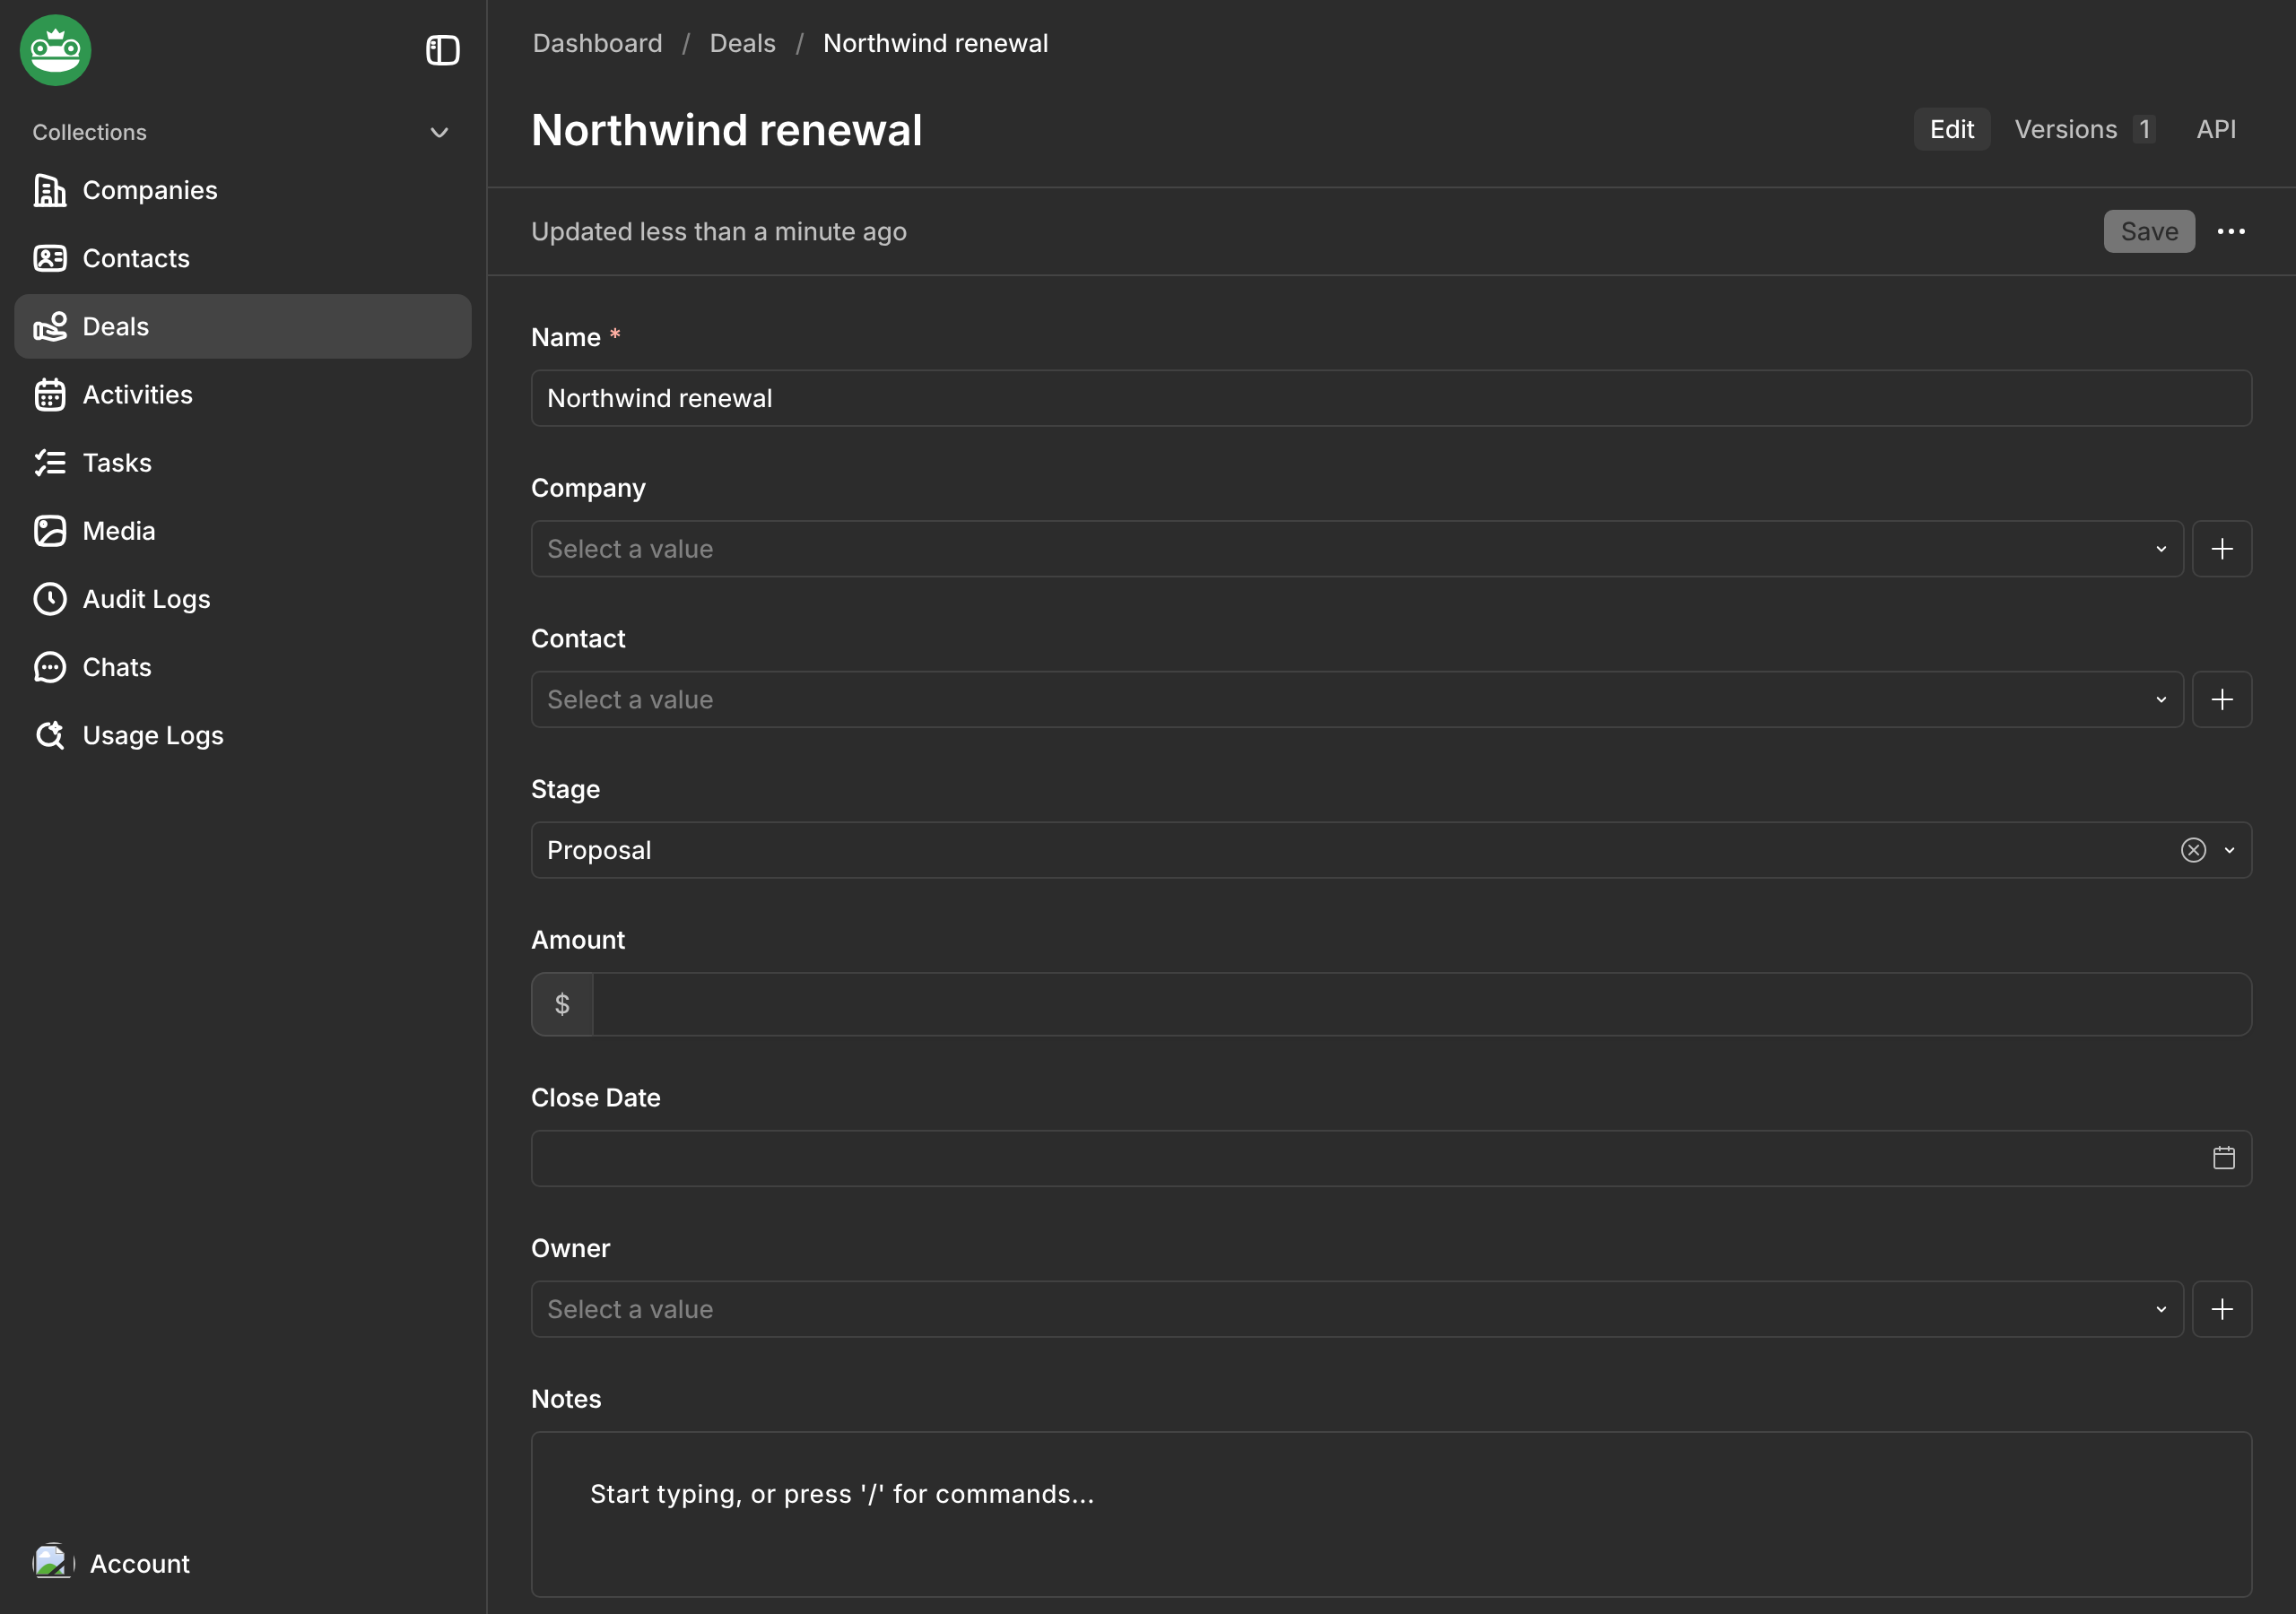 Collections
Companies
Contacts
Deals
Activities
Tasks
Media
Audit Logs
Chats
Usage Logs
Account
Dashboard / Deals / Northwind renewal
Northwind renewal
Edit Versions 1 API
Updated less than a minute ago
Save
Name *
Northwind renewal
Company
Select a value
Contact
Select a value
Stage
Proposal
Amount
$
Close Date
Owner
Select a value
Notes
Start typing, or press '/' for commands...